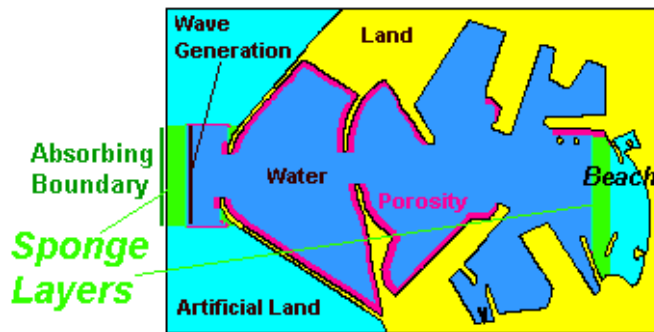 Wave
Generation
Land
Absorbing
Boundary
Water
Beach
Porosity
Sponge
Layers
Artificial Land